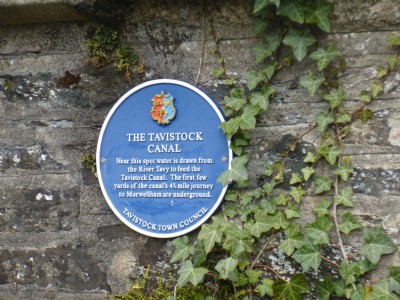 THE TAVISTOCK
CANAL
Near this spot water is drawn from
the River Tavy to feed the
Tavistock Canal. The first few
yards of the canal's 4½ mile journey
to Morwellham are underground.
TAVISTOCK TOWN COUNCIL